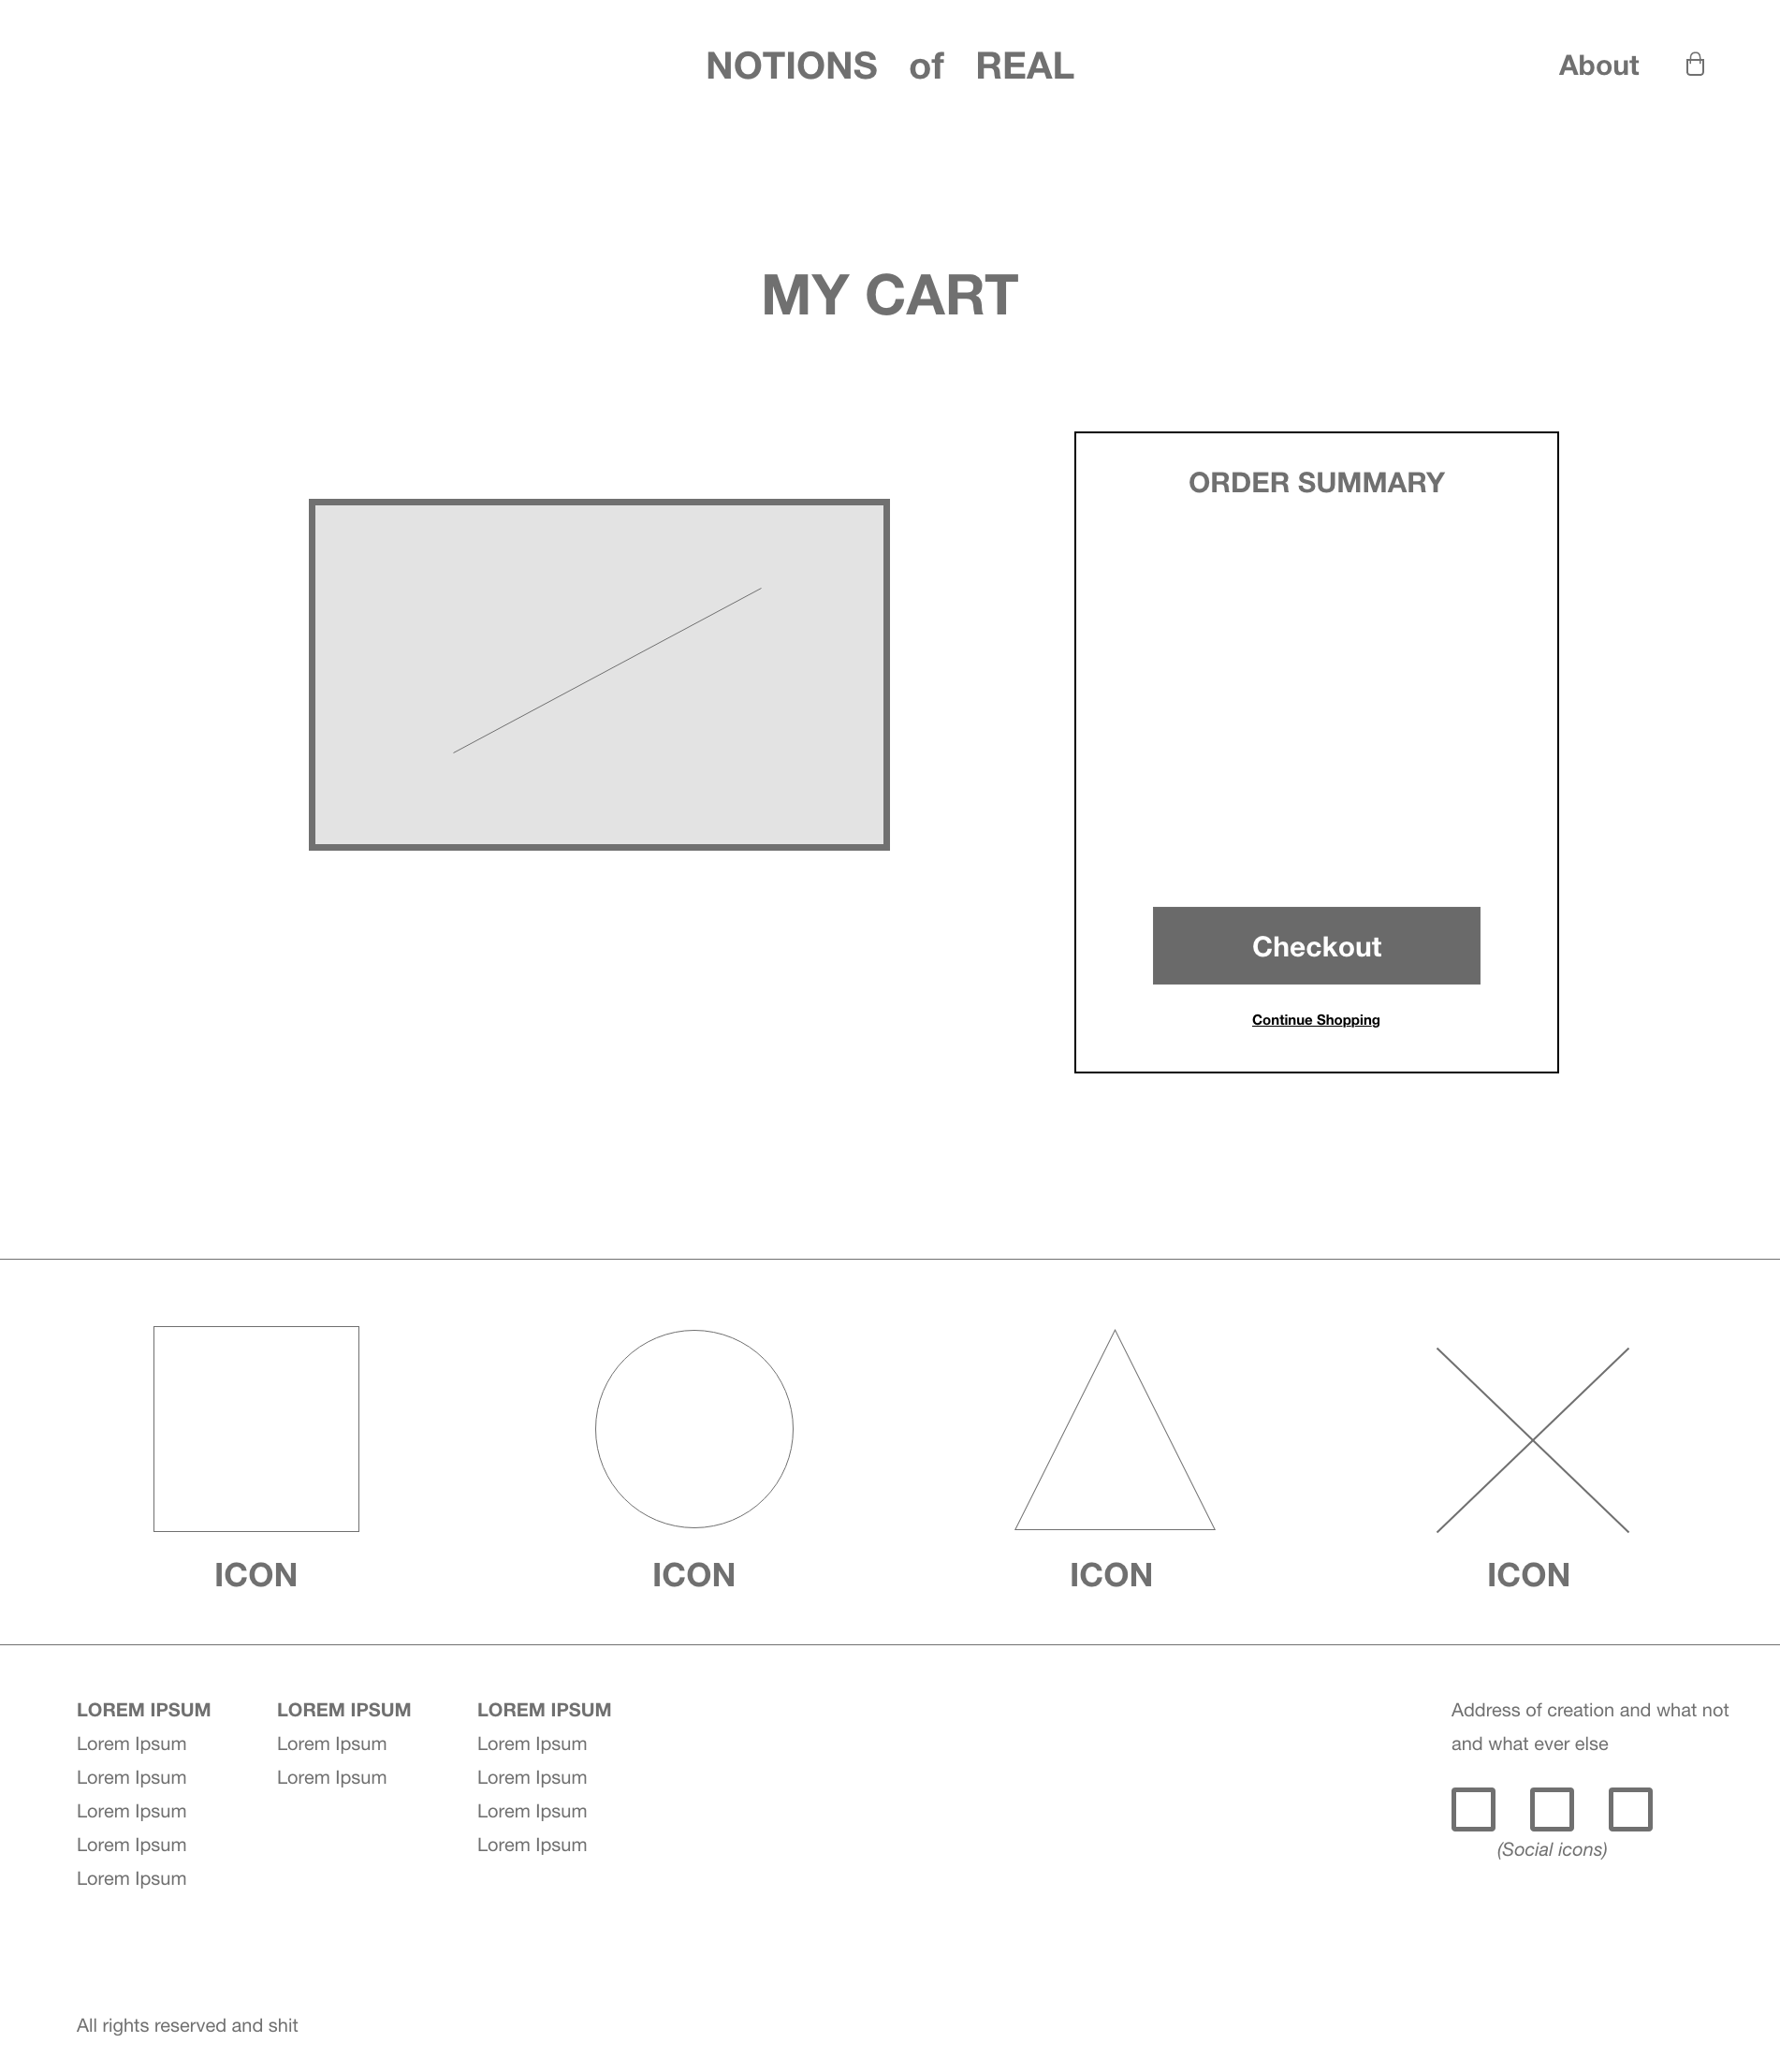 NOTIONS of REAL
About
MY CART
ORDER SUMMARY
Checkout
Continue Shopping
ICON
ICON
ICON
ICON
LOREM IPSUM
Lorem Ipsum
Lorem Ipsum
Lorem Ipsum
Lorem Ipsum
Lorem Ipsum
LOREM IPSUM
Lorem Ipsum
Lorem Ipsum
LOREM IPSUM
Lorem Ipsum
Lorem Ipsum
Lorem Ipsum
Lorem Ipsum
Address of creation and what not
and what ever else
(Social icons)
All rights reserved and shit